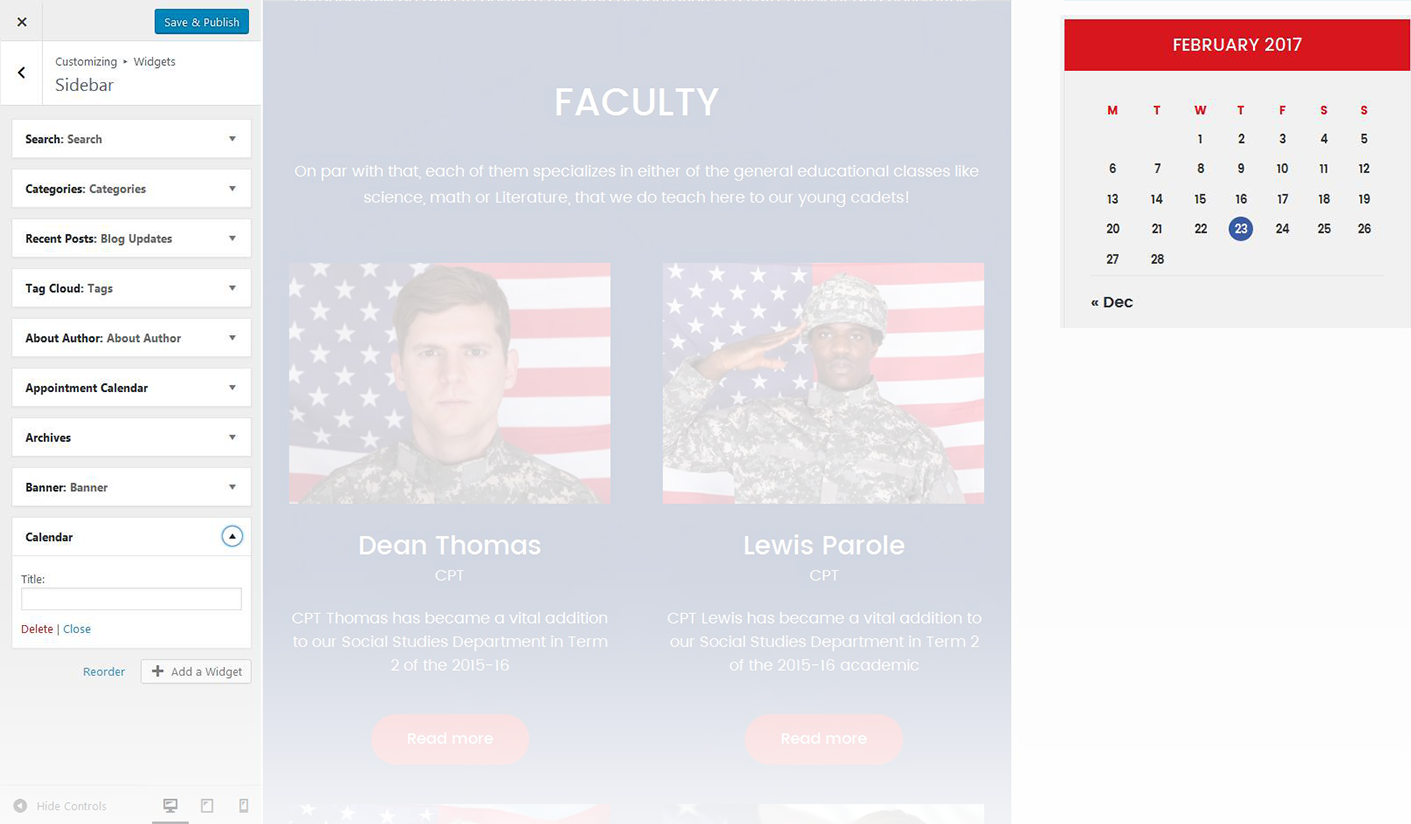 Save & Publish
Customizing ▸ Widgets
Sidebar
Search: Search
Categories: Categories
Recent Posts: Blog Updates
Tag Cloud: Tags
About Author: About Author
Appointment Calendar
Archives
Banner: Banner
Calendar
Title:
Delete | Close
Reorder
Add a Widget
Hide Controls
FACULTY
On par with that, each of them specializes in either of the general educational classes like
science, math or Literature, that we do teach here to our young cadets!
Dean Thomas
CPT
CPT Thomas has became a vital addition
to our Social Studies Department in Term
2 of the 2015-16
Read more
Lewis Parole
CPT
CPT Lewis has became a vital addition to
our Social Studies Department in Term 2
of the 2015-16 academic
Read more
FEBRUARY 2017
M T W T F S S
1 2 3 4 5
6 7 8 9 10 11 12
13 14 15 16 17 18 19
20 21 22 23 24 25 26
27 28
« Dec